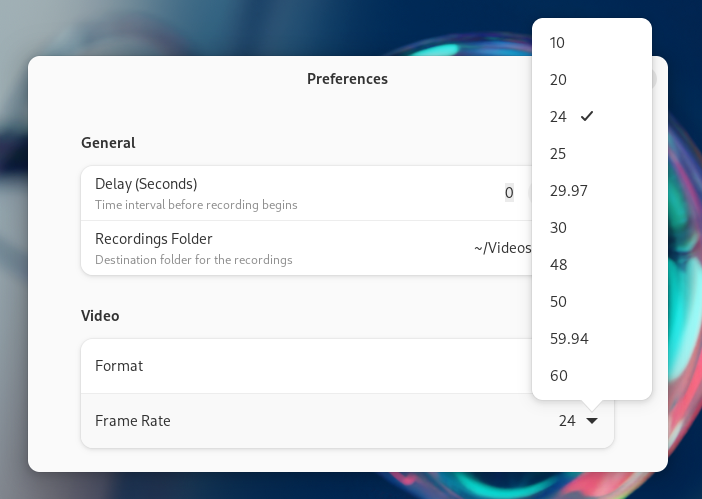 Preferences
General
Delay (Seconds)
Time interval before recording begins
0
Recordings Folder
Destination folder for the recordings
~/Videos
Video
Format
Frame Rate
24
10
20
24
25
29.97
30
48
50
59.94
60